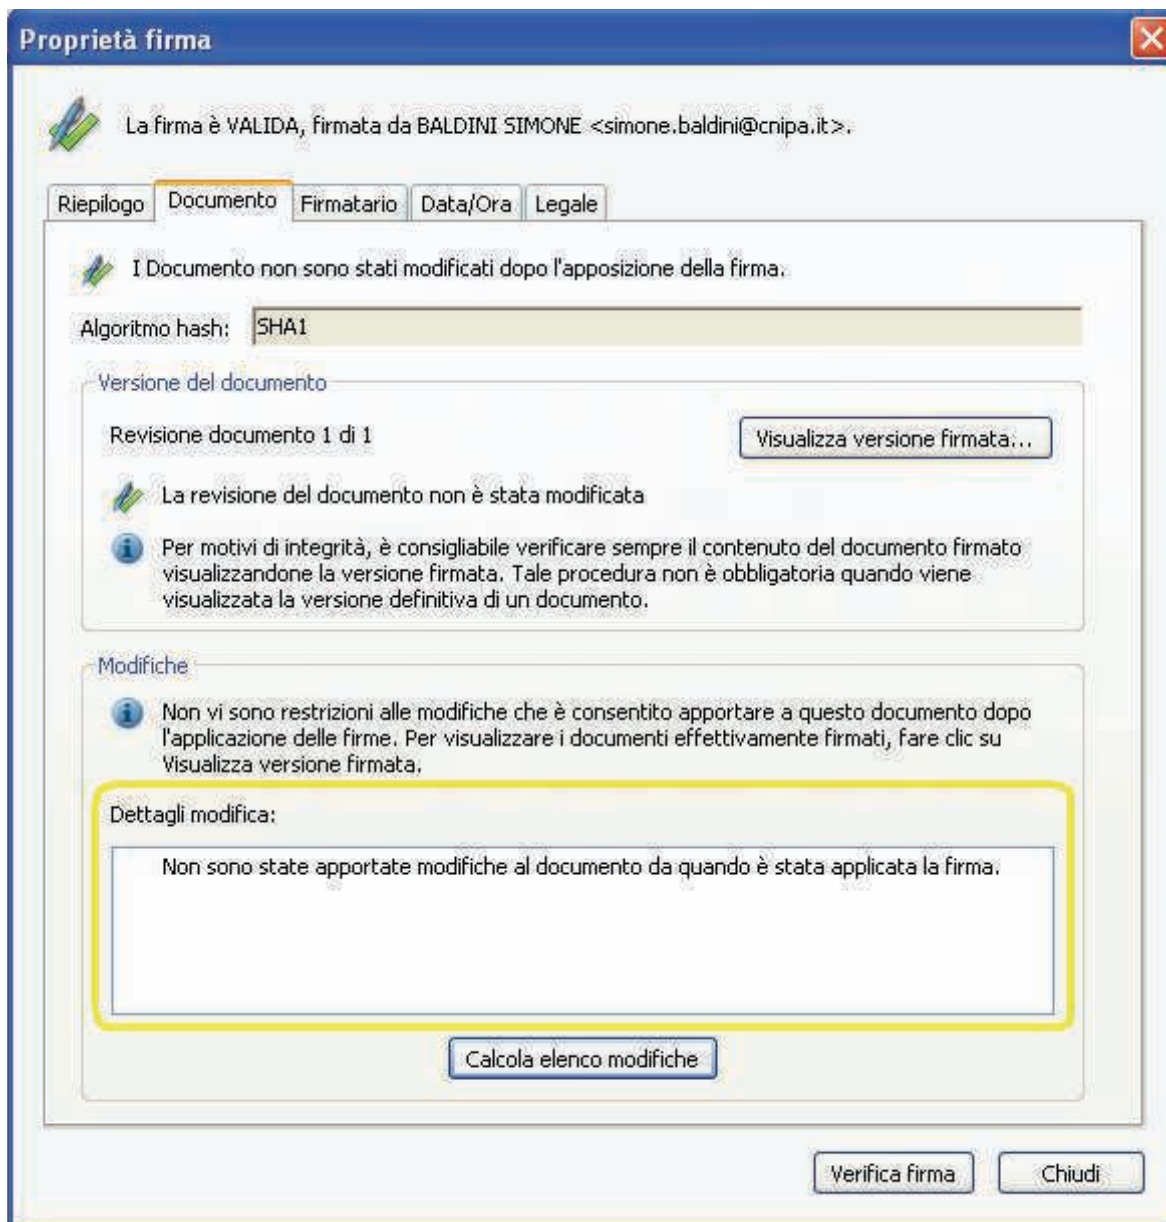 Proprietà firma
La firma è VALIDA, firmata da BALDINI SIMONE <simone.baldini@cnipa.it>.
Riepilogo Documento Firmatario Data/Ora Legale
I Documento non sono stati modificati dopo l'apposizione della firma.
Algoritmo hash: SHA1
Versione del documento
Revisione documento 1 di 1 Visualizza versione firmata...
La revisione del documento non è stata modificata
Per motivi di integrità, è consigliabile verificare sempre il contenuto del documento firmato
visualizzandone la versione firmata. Tale procedura non è obbligatoria quando viene
visualizzata la versione definitiva di un documento.
Modifiche
Non vi sono restrizioni alle modifiche che è consentito apportare a questo documento dopo
l'applicazione delle firme. Per visualizzare i documenti effettivamente firmati, fare clic su
Visualizza versione firmata.
Dettagli modifica:
Non sono state apportate modifiche al documento da quando è stata applicata la firma.
Calcola elenco modifiche
Verifica firma Chiudi